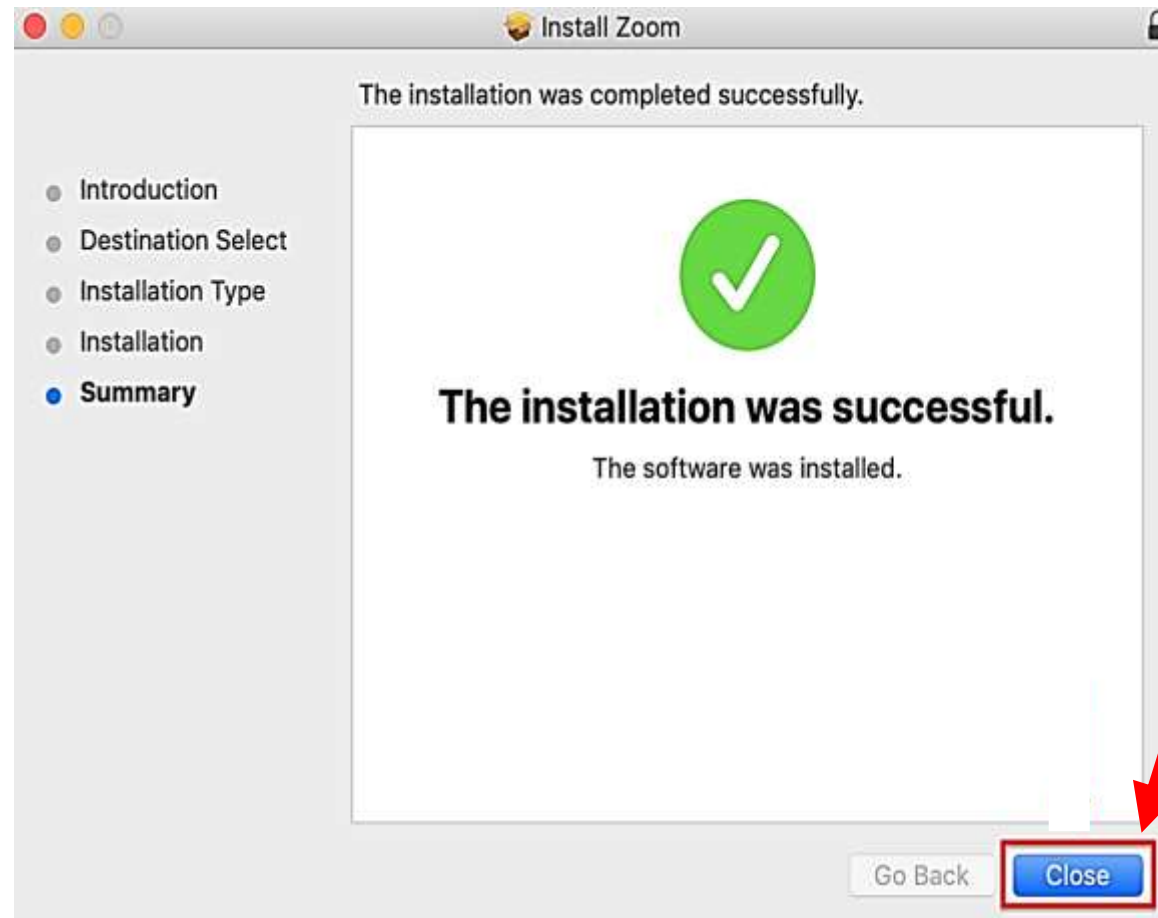 Install Zoom
The installation was completed successfully.
Introduction
Destination Select
Installation Type
Installation
Summary
The installation was successful.
The software was installed.
Go Back
Close